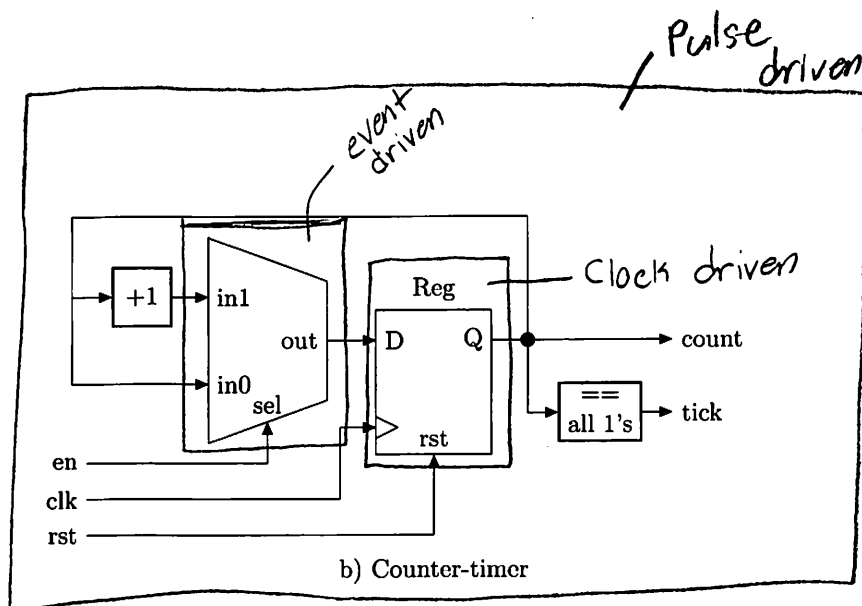 Pulse
driven
event
driven
Clock driven
Reg
+1
in1
out
D
Q
count
in0
sel
==
all 1's
tick
rst
en
clk
rst
b) Counter-timer